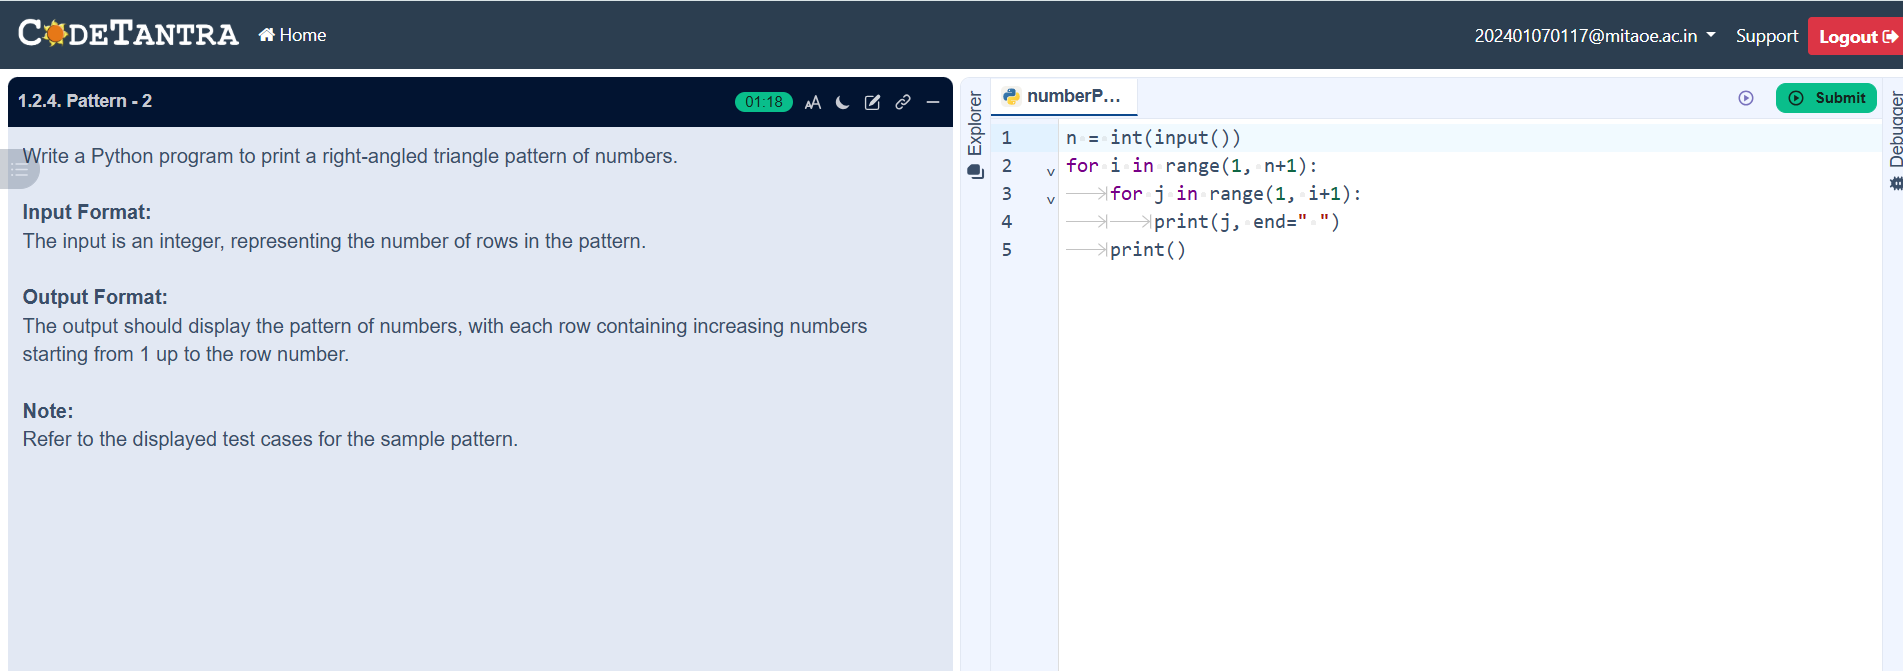 CODETANTRA Home 202401070117@mitaoe.ac.in Support Logout
1.2.4. Pattern - 2 01:18 AA
Write a Python program to print a right-angled triangle pattern of numbers.
Input Format:
The input is an integer, representing the number of rows in the pattern.
Output Format:
The output should display the pattern of numbers, with each row containing increasing numbers
starting from 1 up to the row number.
Note:
Refer to the displayed test cases for the sample pattern.
Explorer
numberP... Submit
1 n = int(input())
2 for i in range(1, n+1):
3 for j in range(1, i+1):
4 print(j, end=" ")
5 print()
Debugger